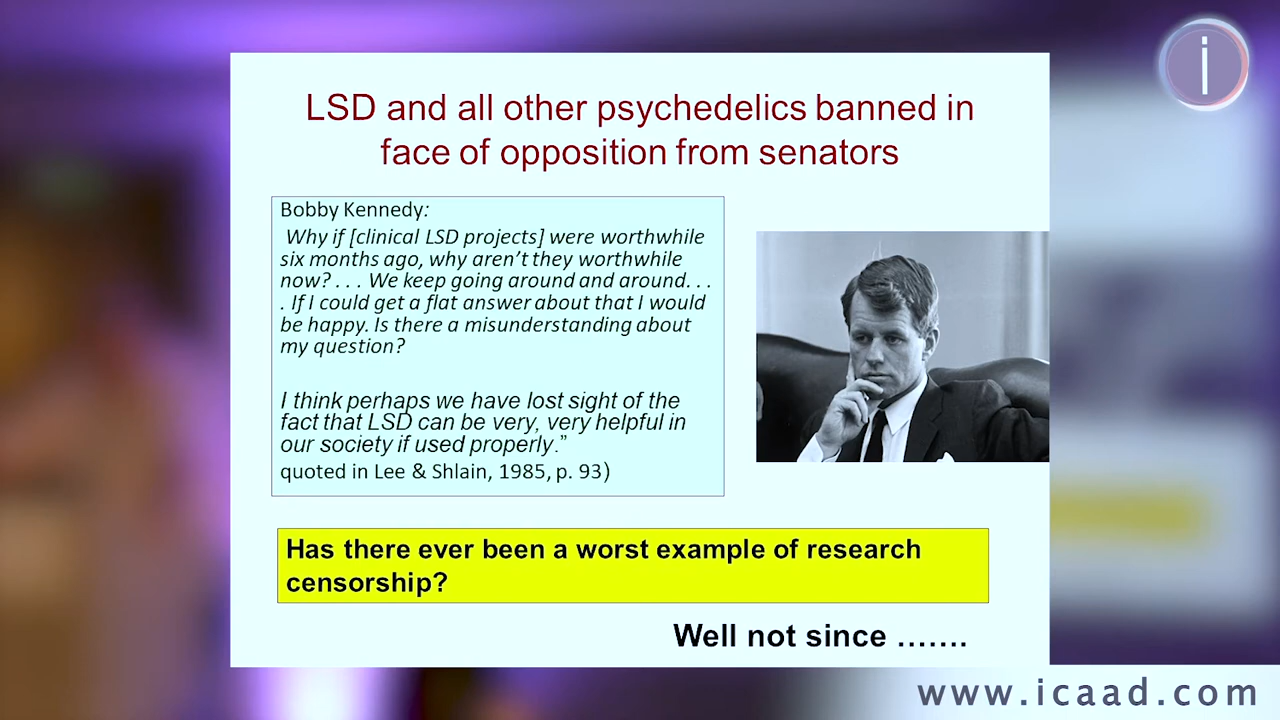 i
LSD and all other psychedelics banned in
face of opposition from senators
Bobby Kennedy:
Why if [clinical LSD projects] were worthwhile
six months ago, why aren't they worthwhile
now? . . . We keep going around and around. . .
. If I could get a flat answer about that I would
be happy. Is there a misunderstanding about
my question?
I think perhaps we have lost sight of the
fact that LSD can be very, very helpful in
our society if used properly.”
quoted in Lee & Shlain, 1985, p. 93)
Has there ever been a worst example of research
censorship?
Well not since …….
www.icaad.com